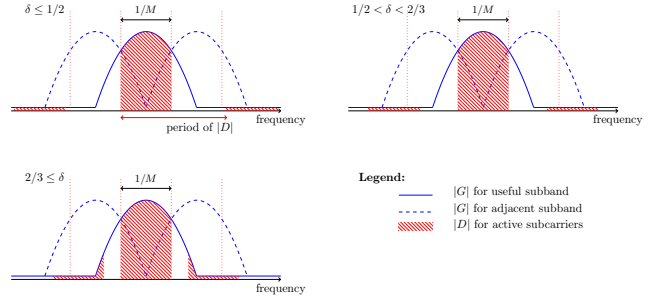 δ ≤ 1/2
1/M
frequency
period of |D|
1/2 < δ < 2/3
1/M
frequency
2/3 ≤ δ
1/M
frequency
Legend:
|G| for useful subband
|G| for adjacent subband
|D| for active subcarriers